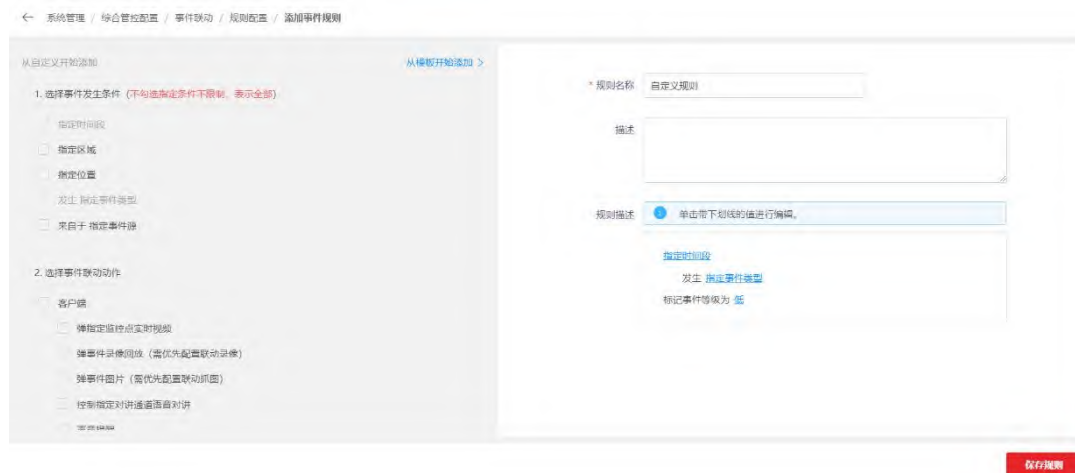 ← 系统管理 / 综合管控配置 / 事件联动 / 规则配置 / 添加事件规则
从自定义开始添加 从模板开始添加 >
1. 选择事件发生条件 (不勾选指定条件不限制，表示全部)
指定时间段
指定区域
指定位置
发生 指定事件类型
来自于 指定事件源
2. 选择事件联动动作
客户端
弹指定监控点实时视频
弹事件录像回放（需优先配置联动录像）
弹事件图片（需优先配置联动抓图）
控制指定对讲通道语音对讲
* 规则名称 自定义规则
描述
规则描述 单击带下划线的值进行编辑。
指定时间段
发生 指定事件类型
标记事件等级为 低
保存规则